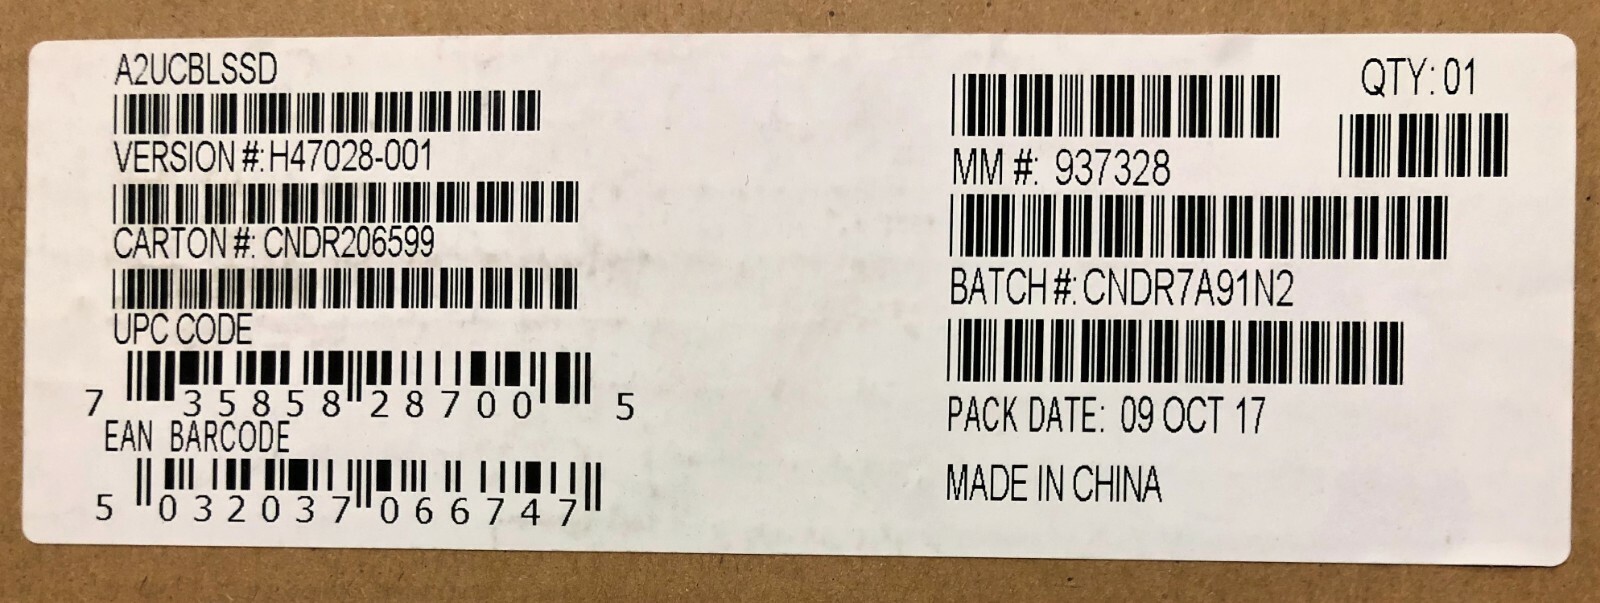 A2UCBLSSD
VERSION #: H47028-001
CARTON #: CNDR206599
UPC CODE
7 35858 28700 5
EAN BARCODE
5 032037 066747
QTY: 01
MM #: 937328
BATCH #: CNDR7A91N2
PACK DATE: 09 OCT 17
MADE IN CHINA